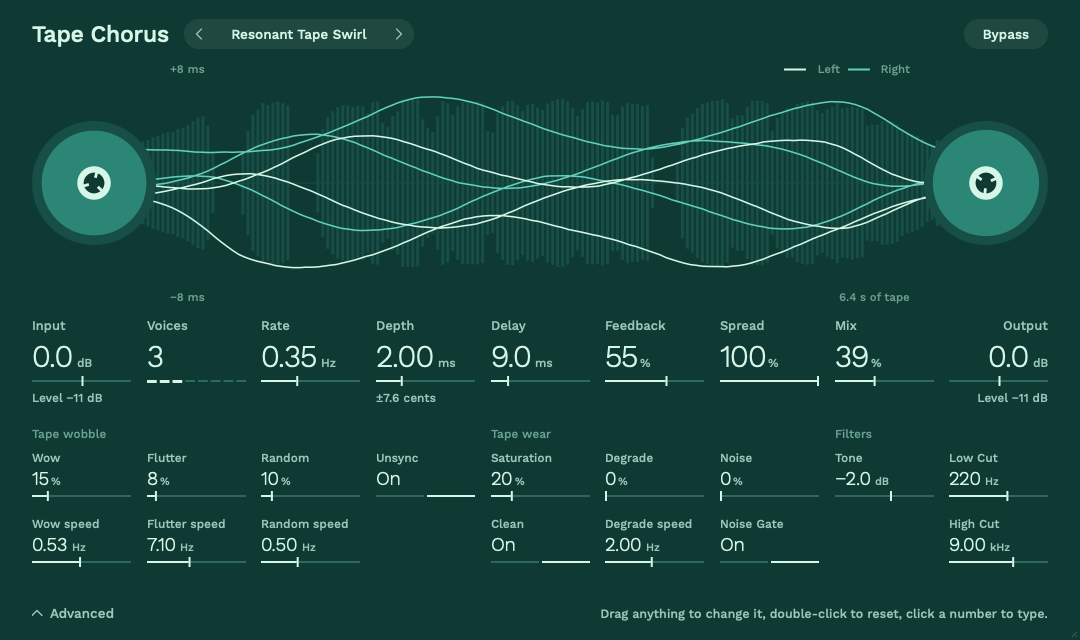 Tape Chorus
Resonant Tape Swirl
Bypass
+8 ms
Left
Right
−8 ms
6.4 s of tape
Input Voices Rate Depth Delay Feedback Spread Mix Output
0.0 dB 3 0.35 Hz 2.00 ms 9.0 ms 55 % 100 % 39 % 0.0 dB
Level −11 dB ±7.6 cents Level −11 dB
Tape wobble Tape wear Filters
Wow Flutter Random Unsync Saturation Degrade Noise Tone Low Cut
15 % 8 % 10 % On 20 % 0 % 0 % −2.0 dB 220 Hz
Wow speed Flutter speed Random speed Clean Degrade speed Noise Gate High Cut
0.53 Hz 7.10 Hz 0.50 Hz On 2.00 Hz On 9.00 kHz
Advanced
Drag anything to change it, double-click to reset, click a number to type.